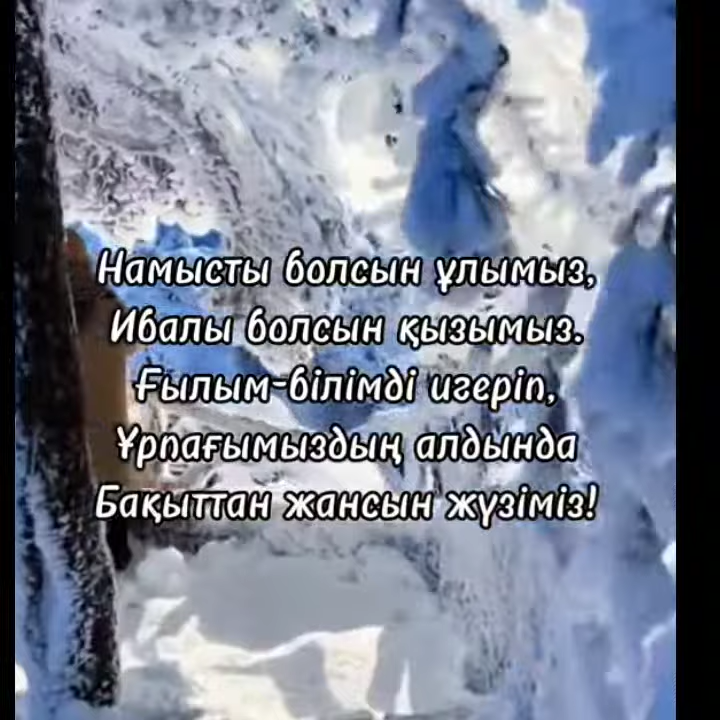 Намысты болсын ұлымыз,
Ибалы болсын қызымыз.
Ғылым-білімді игеріп,
Ұрпағымыздың алдында
Бақыттан жансын жүзіміз!